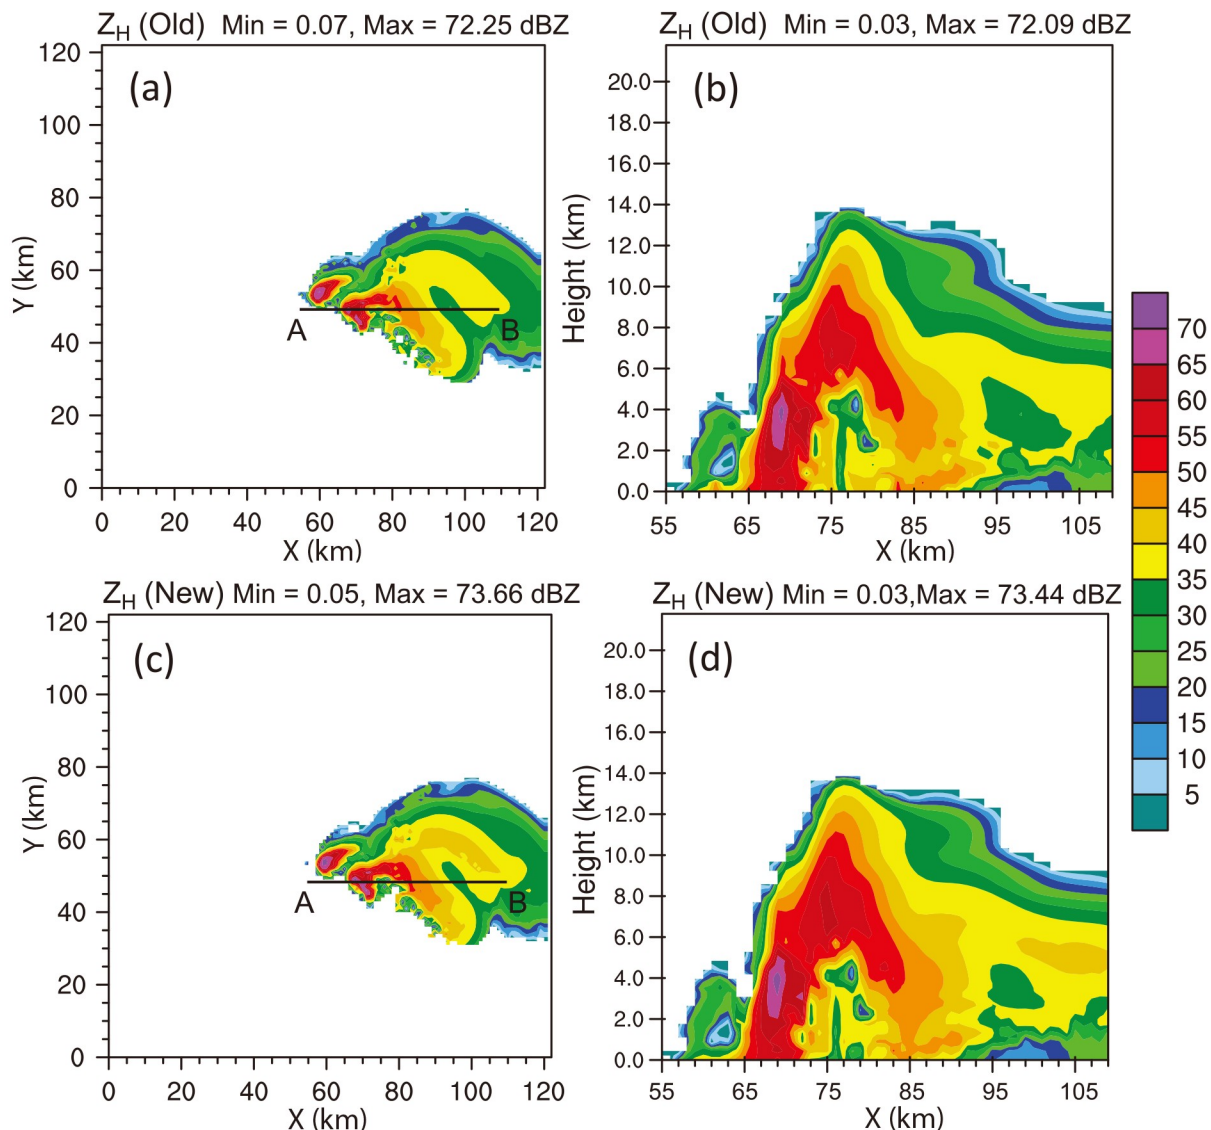 Z_H (Old) Min = 0.07, Max = 72.25 dBZ
(a)
120
100
80
60
40
20
0
Y (km)
A
B
0 20 40 60 80 100 120
X (km)
Z_H (Old) Min = 0.03, Max = 72.09 dBZ
(b)
20.0
18.0
16.0
14.0
12.0
10.0
8.0
6.0
4.0
2.0
0.0
Height (km)
55 65 75 85 95 105
X (km)
Z_H (New) Min = 0.05, Max = 73.66 dBZ
(c)
120
100
80
60
40
20
0
Y (km)
A
B
0 20 40 60 80 100 120
X (km)
Z_H (New) Min = 0.03,Max = 73.44 dBZ
(d)
20.0
18.0
16.0
14.0
12.0
10.0
8.0
6.0
4.0
2.0
0.0
Height (km)
55 65 75 85 95 105
X (km)
70
65
60
55
50
45
40
35
30
25
20
15
10
5